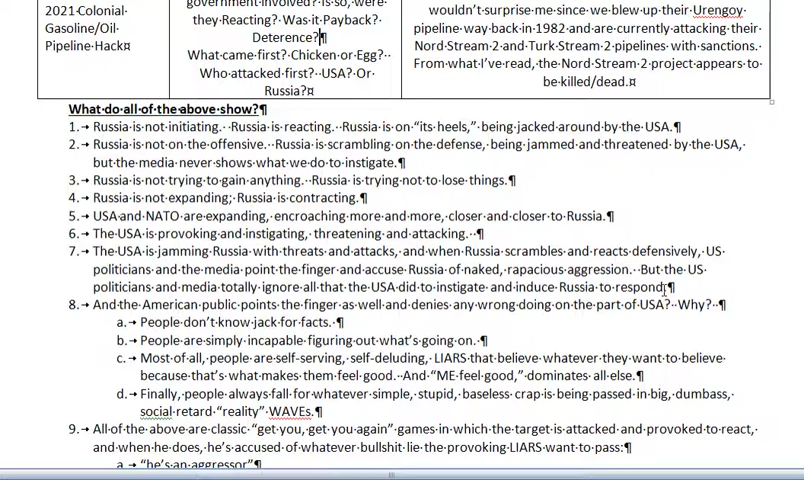 government involved? Is so, were
they Reacting? Was it Payback?
Deterence?¶
What came first? Chicken or Egg?
Who attacked first? USA? Or
Russia?¤
2021 Colonial
Gasoline/Oil
Pipeline Hack¤
wouldn't surprise me since we blew up their Urengoy
pipeline way back in 1982 and are currently attacking their
Nord Stream 2 and Turk Stream 2 pipelines with sanctions.
From what I've read, the Nord Stream 2 project appears to
be killed/dead.¤
What do all of the above show?¶
1.→ Russia is not initiating. Russia is reacting. Russia is on "its heels," being jacked around by the USA.¶
2.→ Russia is not on the offensive. Russia is scrambling on the defense, being jammed and threatened by the USA,
but the media never shows what we do to instigate.¶
3.→ Russia is not trying to gain anything. Russia is trying not to lose things.¶
4.→ Russia is not expanding; Russia is contracting.¶
5.→ USA and NATO are expanding, encroaching more and more, closer and closer to Russia.¶
6.→ The USA is provoking and instigating, threatening and attacking. ¶
7.→ The USA is jamming Russia with threats and attacks, and when Russia scrambles and reacts defensively, US
politicians and the media point the finger and accuse Russia of naked, rapacious aggression. But the US
politicians and media totally ignore all that the USA did to instigate and induce Russia to respond.¶
8.→ And the American public points the finger as well and denies any wrong doing on the part of USA? Why? ¶
a.→ People don't know jack for facts. ¶
b.→ People are simply incapable figuring out what's going on.¶
c.→ Most of all, people are self-serving, self-deluding, LIARS that believe whatever they want to believe
because that's what makes them feel good. And "ME feel good," dominates all else.¶
d.→ Finally, people always fall for whatever simple, stupid, baseless crap is being passed in big, dumbass,
social retard "reality" WAVEs.¶
9.→ All of the above are classic "get you, get you again" games in which the target is attacked and provoked to react,
and when he does, he's accused of whatever bullshit lie the provoking LIARS want to pass:¶
a.→ "he's an aggressor"¶